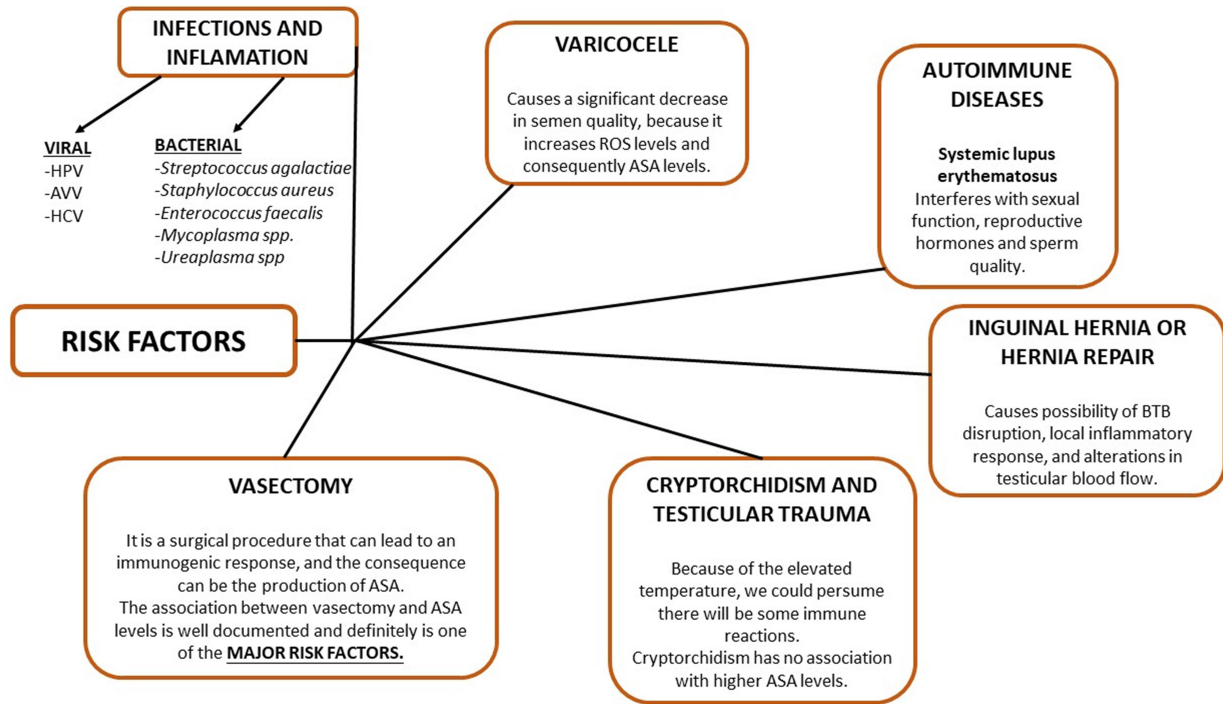 INFECTIONS AND
INFLAMATION
VIRAL
-HPV
-AVV
-HCV
BACTERIAL
-Streptococcus agalactiae
-Staphylococcus aureus
-Enterococcus faecalis
-Mycoplasma spp.
-Ureaplasma spp
VARICOCELE
Causes a significant decrease
in semen quality, because it
increases ROS levels and
consequently ASA levels.
AUTOIMMUNE
DISEASES
Systemic lupus
erythematosus
Interferes with sexual
function, reproductive
hormones and sperm
quality.
RISK FACTORS
INGUINAL HERNIA OR
HERNIA REPAIR
Causes possibility of BTB
disruption, local inflammatory
response, and alterations in
testicular blood flow.
VASECTOMY
It is a surgical procedure that can lead to an
immunogenic response, and the consequence
can be the production of ASA.
The association between vasectomy and ASA
levels is well documented and definitely is one
of the MAJOR RISK FACTORS.
CRYPTORCHIDISM AND
TESTICULAR TRAUMA
Because of the elevated
temperature, we could persume
there will be some immune
reactions.
Cryptorchidism has no association
with higher ASA levels.